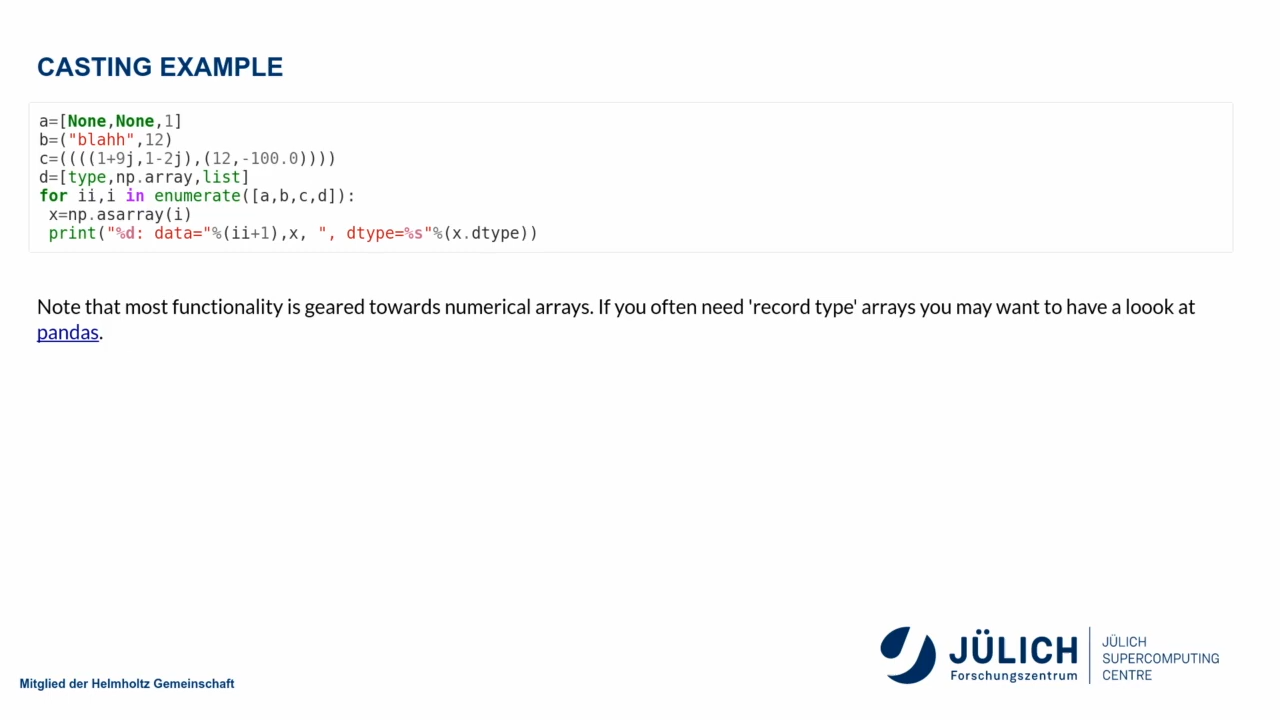 CASTING EXAMPLE
a=[None,None,1]
b=("blahh",12)
c=((((1+9j,1-2j),(12,-100.0))))
d=[type,np.array,list]
for ii,i in enumerate([a,b,c,d]):
 x=np.asarray(i)
 print("%d: data="%(ii+1),x, ", dtype=%s"%(x.dtype))
Note that most functionality is geared towards numerical arrays. If you often need 'record type' arrays you may want to have a loook at
pandas.
JÜLICH
Forschungszentrum
JÜLICH
SUPERCOMPUTING
CENTRE
Mitglied der Helmholtz Gemeinschaft